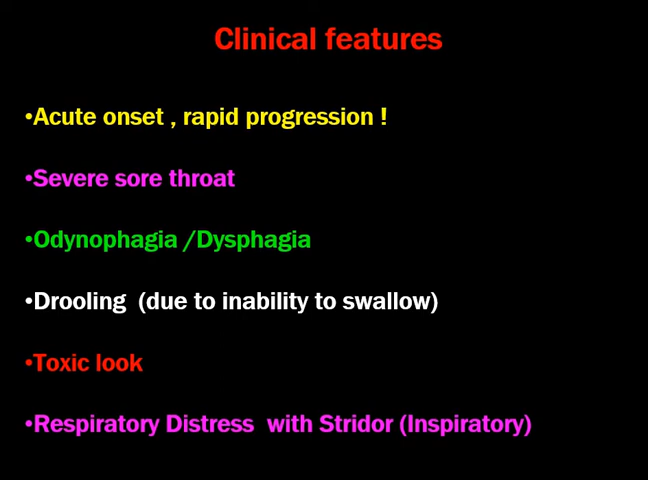 Clinical features
•Acute onset , rapid progression !
•Severe sore throat
•Odynophagia /Dysphagia
•Drooling  (due to inability to swallow)
•Toxic look
•Respiratory Distress  with Stridor (Inspiratory)